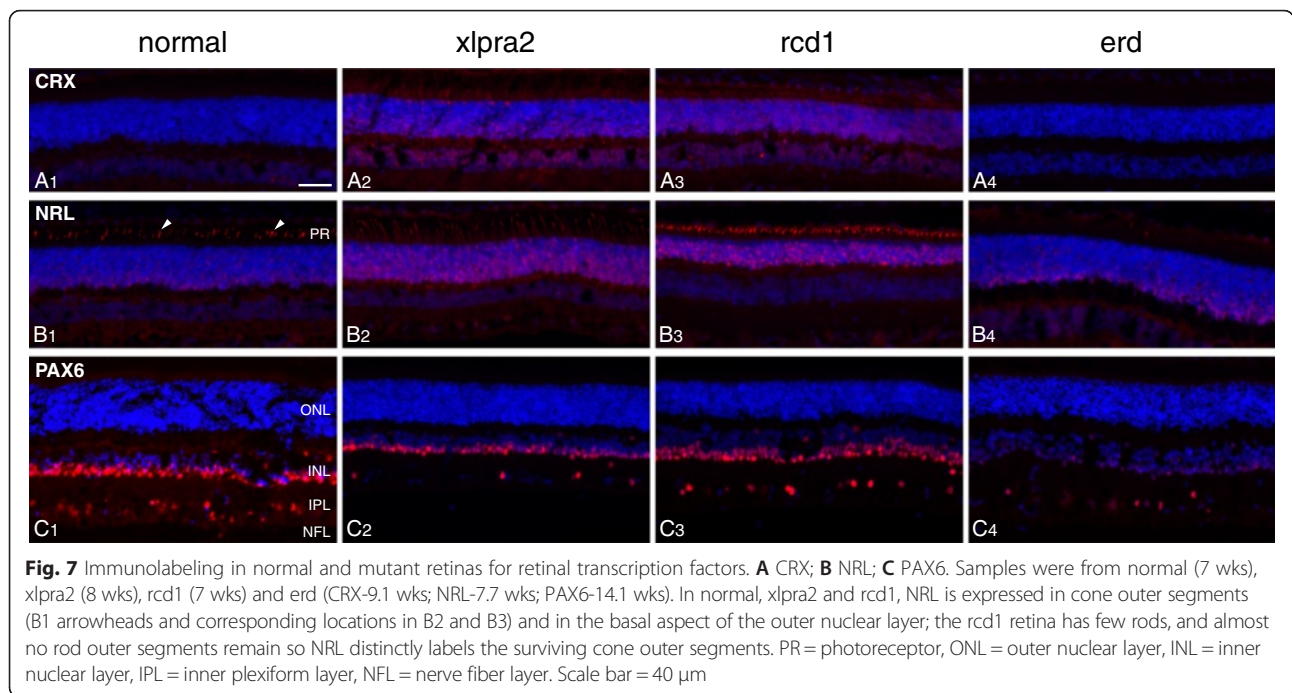 normal xlpra2 rcd1 erd
CRX
A1 A2 A3 A4
NRL
PR
B1 B2 B3 B4
PAX6
ONL
INL
IPL
NFL
C1 C2 C3 C4
Fig. 7 Immunolabeling in normal and mutant retinas for retinal transcription factors. A CRX; B NRL; C PAX6. Samples were from normal (7 wks),
xlpra2 (8 wks), rcd1 (7 wks) and erd (CRX-9.1 wks; NRL-7.7 wks; PAX6-14.1 wks). In normal, xlpra2 and rcd1, NRL is expressed in cone outer segments
(B1 arrowheads and corresponding locations in B2 and B3) and in the basal aspect of the outer nuclear layer; the rcd1 retina has few rods, and almost
no rod outer segments remain so NRL distinctly labels the surviving cone outer segments. PR = photoreceptor, ONL = outer nuclear layer, INL = inner
nuclear layer, IPL = inner plexiform layer, NFL = nerve fiber layer. Scale bar = 40 μm